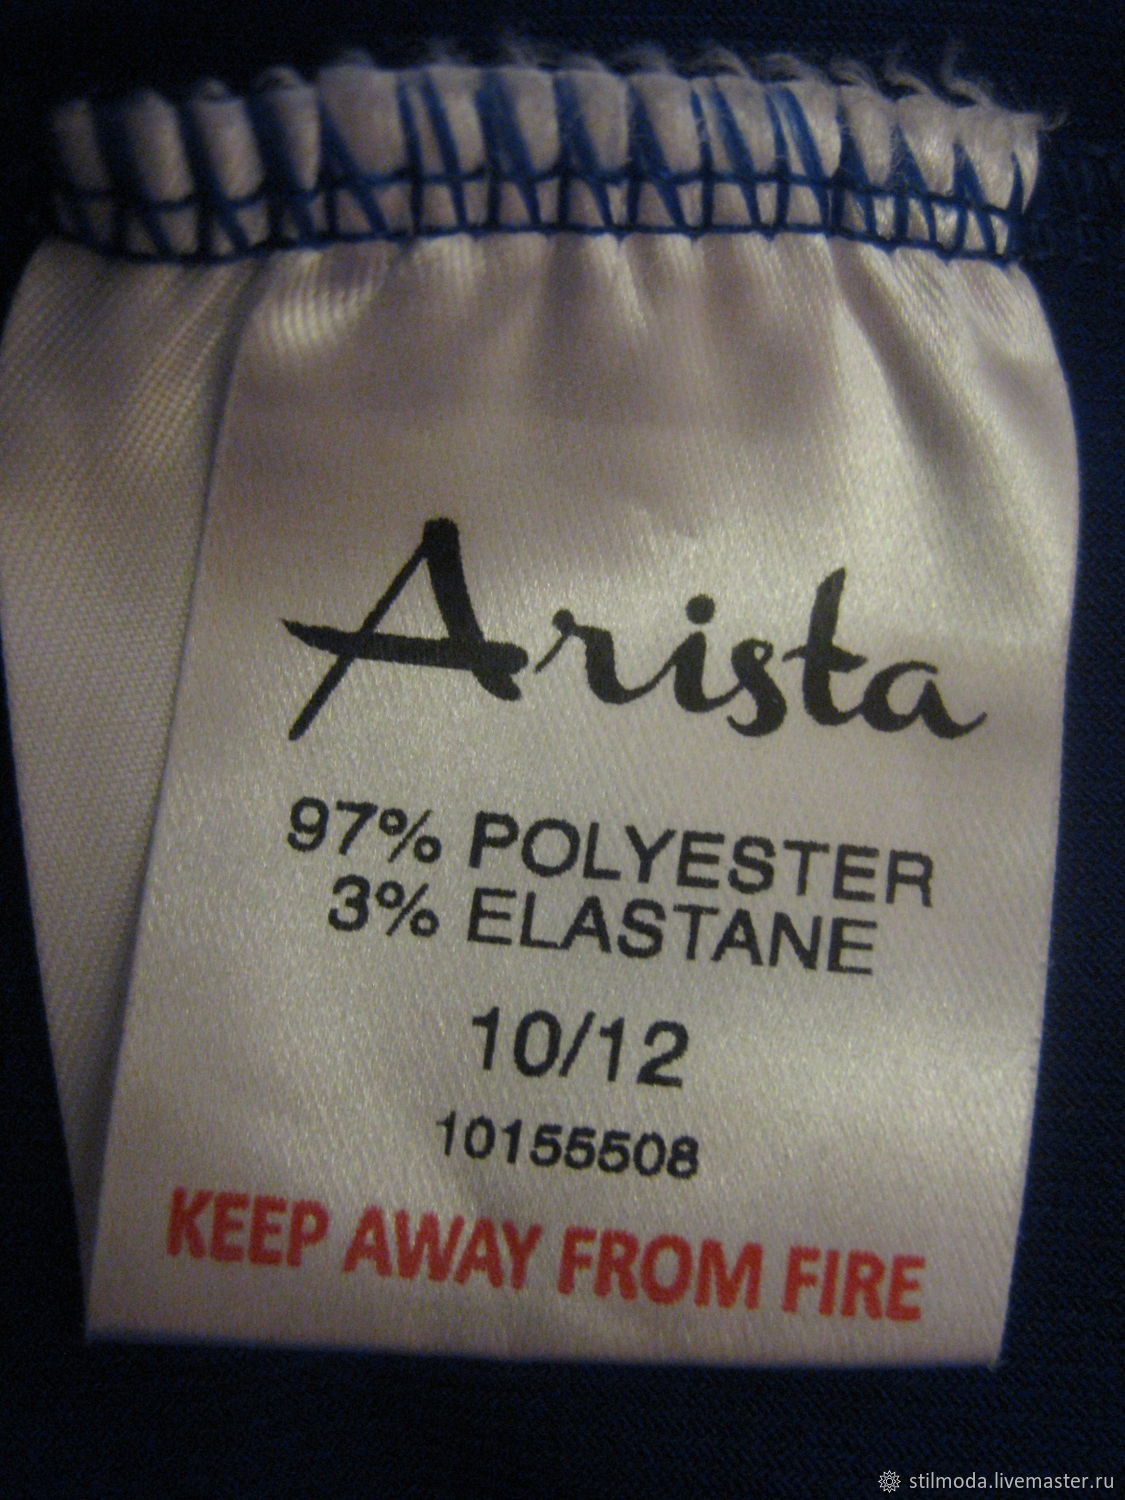 Arista
97% POLYESTER
3% ELASTANE
10/12
10155508
KEEP AWAY FROM FIRE
stilmoda.livemaster.ru